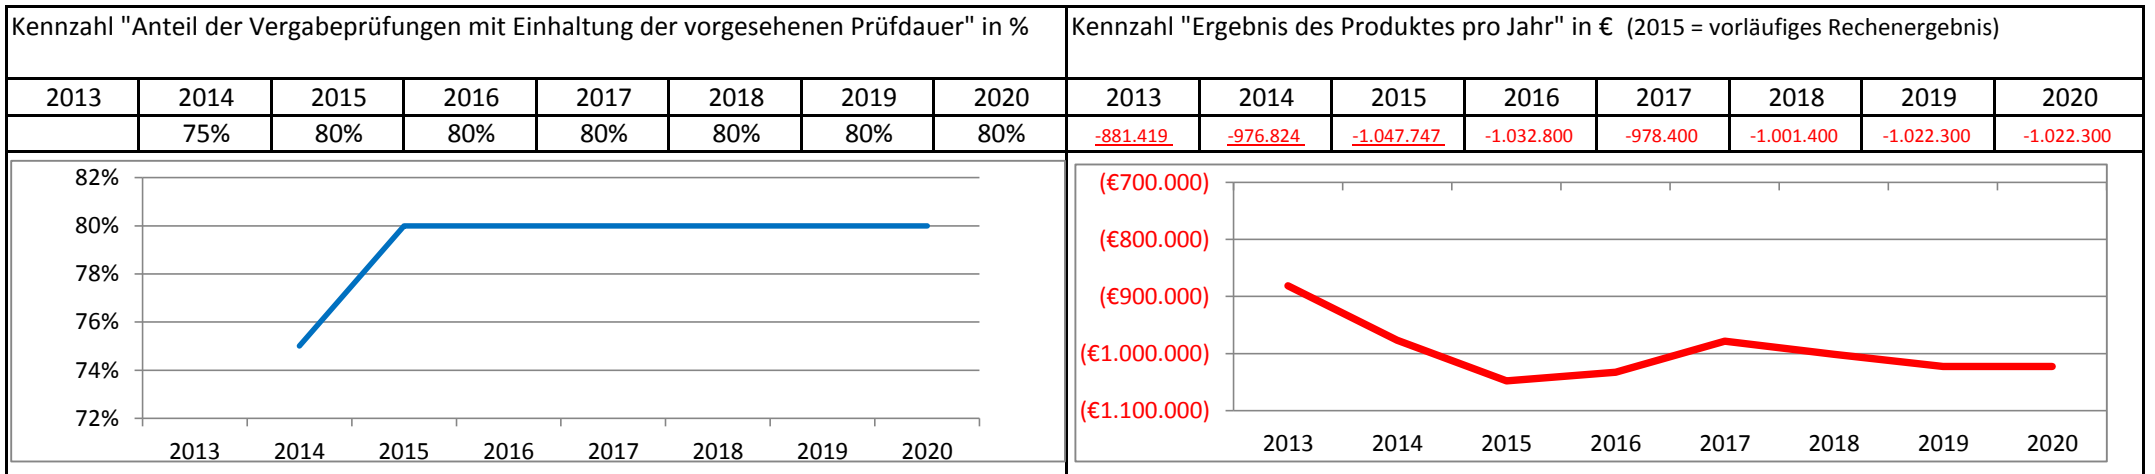 Kennzahl "Anteil der Vergabeprüfungen mit Einhaltung der vorgesehenen Prüfdauer" in %
2013 2014 2015 2016 2017 2018 2019 2020
75% 80% 80% 80% 80% 80% 80%
82%
80%
78%
76%
74%
72%
2013 2014 2015 2016 2017 2018 2019 2020
Kennzahl "Ergebnis des Produktes pro Jahr" in € (2015 = vorläufiges Rechenergebnis)
2013 2014 2015 2016 2017 2018 2019 2020
-881.419 -976.824 -1.047.747 -1.032.800 -978.400 -1.001.400 -1.022.300 -1.022.300
(€700.000)
(€800.000)
(€900.000)
(€1.000.000)
(€1.100.000)
2013 2014 2015 2016 2017 2018 2019 2020